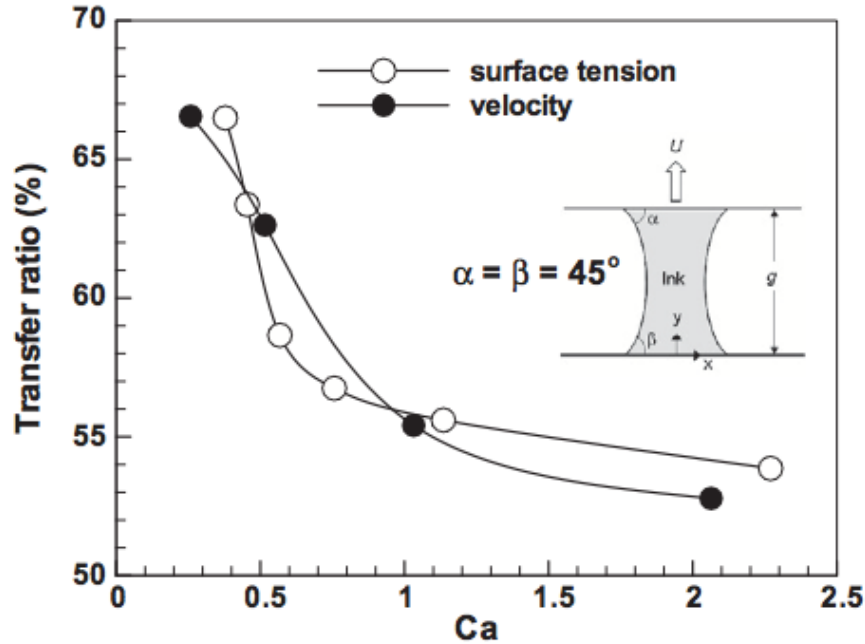 70
65
60
55
50
Transfer ratio (%)
surface tension
velocity
U
α
α = β = 45°
Ink
g
y
β
x
0
0.5
1
1.5
2
2.5
Ca